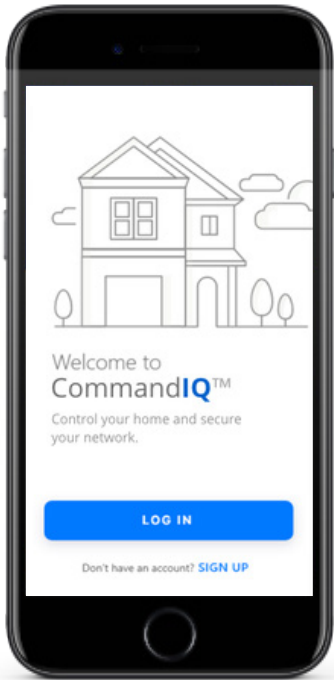 Welcome to
CommandIQ™
Control your home and secure
your network.
LOG IN
Don't have an account? SIGN UP